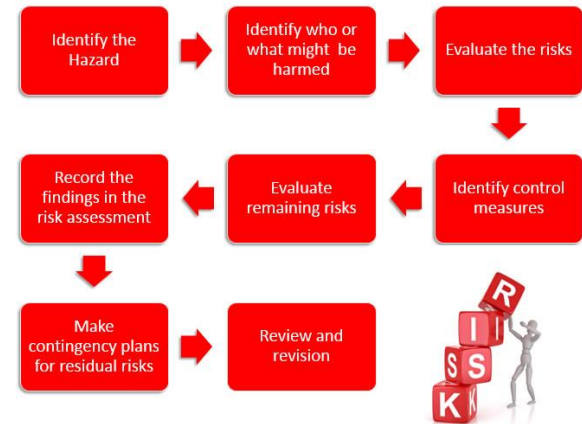 Identify the
Hazard
Identify who or
what might be
harmed
Evaluate the risks
Identify control
measures
Evaluate
remaining risks
Record the
findings in the
risk assessment
Make
contingency plans
for residual risks
Review and
revision
R
I I
S S
K K